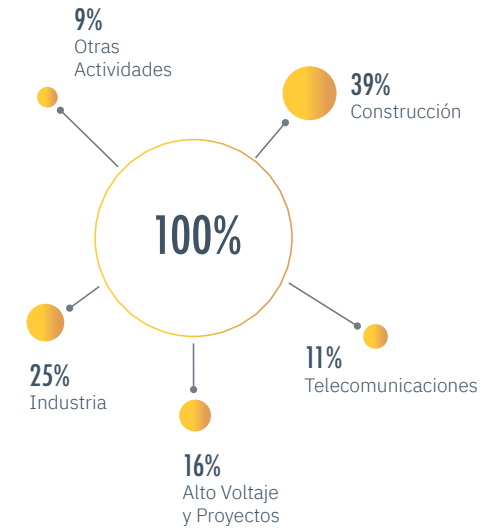 9%
Otras
Actividades
39%
Construcción
100%
11%
Telecomunicaciones
25%
Industria
16%
Alto Voltaje
y Proyectos